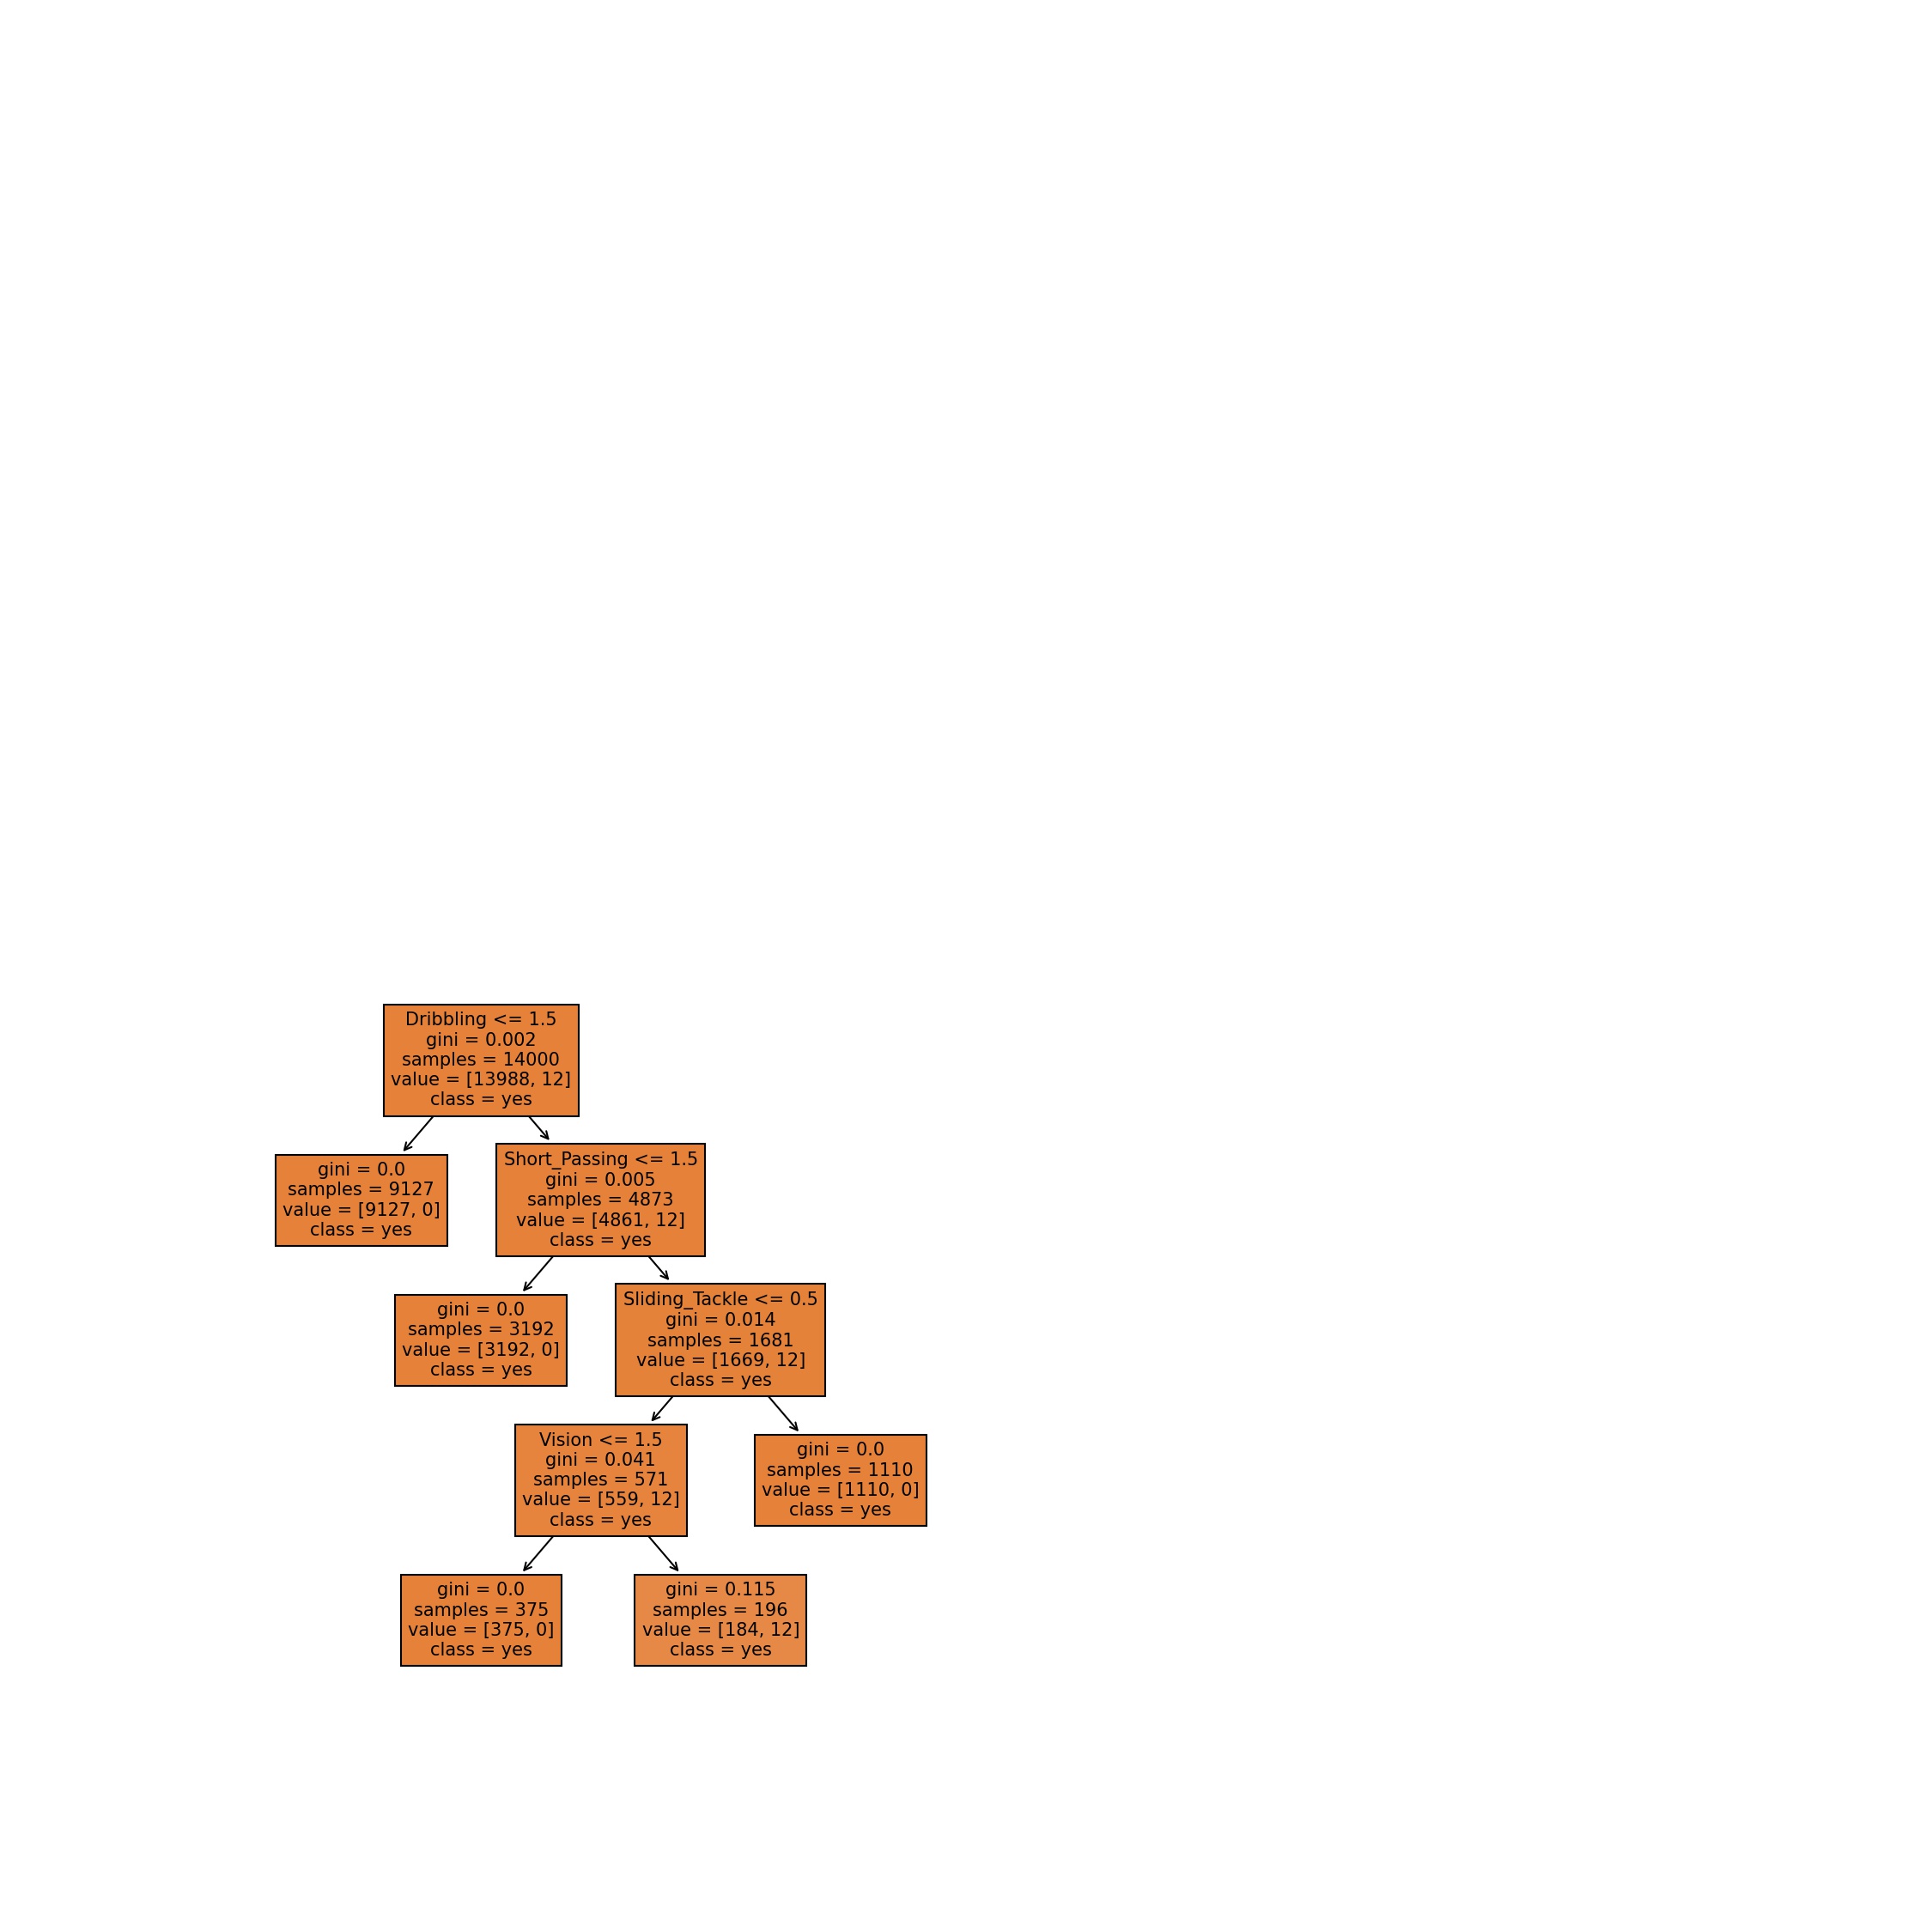 Dribbling <= 1.5
gini = 0.002
samples = 14000
value = [13988, 12]
class = yes
gini = 0.0
samples = 9127
value = [9127, 0]
class = yes
Short_Passing <= 1.5
gini = 0.005
samples = 4873
value = [4861, 12]
class = yes
gini = 0.0
samples = 3192
value = [3192, 0]
class = yes
Sliding_Tackle <= 0.5
gini = 0.014
samples = 1681
value = [1669, 12]
class = yes
Vision <= 1.5
gini = 0.041
samples = 571
value = [559, 12]
class = yes
gini = 0.0
samples = 1110
value = [1110, 0]
class = yes
gini = 0.0
samples = 375
value = [375, 0]
class = yes
gini = 0.115
samples = 196
value = [184, 12]
class = yes